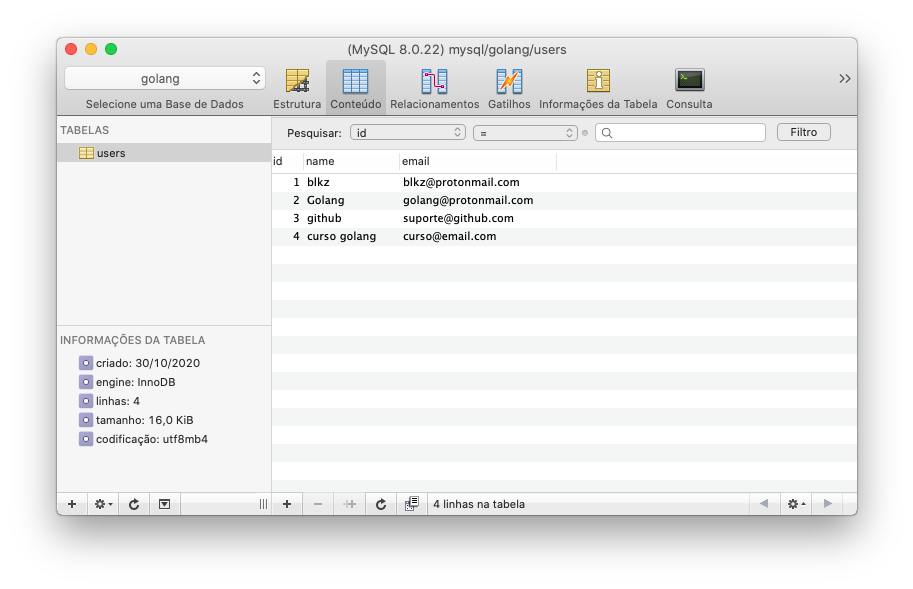 (MySQL 8.0.22) mysql/golang/users
golang
Selecione uma Base de Dados
Estrutura Conteúdo Relacionamentos Gatilhos Informações da Tabela Consulta
TABELAS
users
Pesquisar: id = Filtro
id name email
1 blkz blkz@protonmail.com
2 Golang golang@protonmail.com
3 github suporte@github.com
4 curso golang curso@email.com
INFORMAÇÕES DA TABELA
criado: 30/10/2020
engine: InnoDB
linhas: 4
tamanho: 16,0 KiB
codificação: utf8mb4
4 linhas na tabela